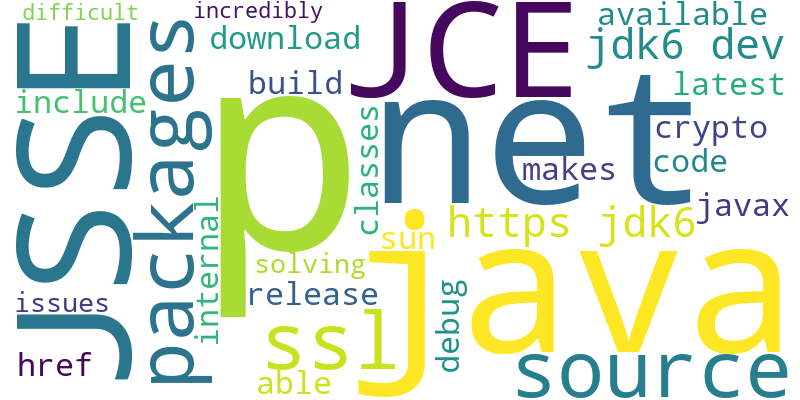 difficult
incredibly
available
download
JCE
jdk6 dev
JSSE
packages
build
latest
include
p
net
classes
crypto
makes
code
internal
javax
https jdk6
sun
java
solving
issues
release
debug
ssl
source
href
able